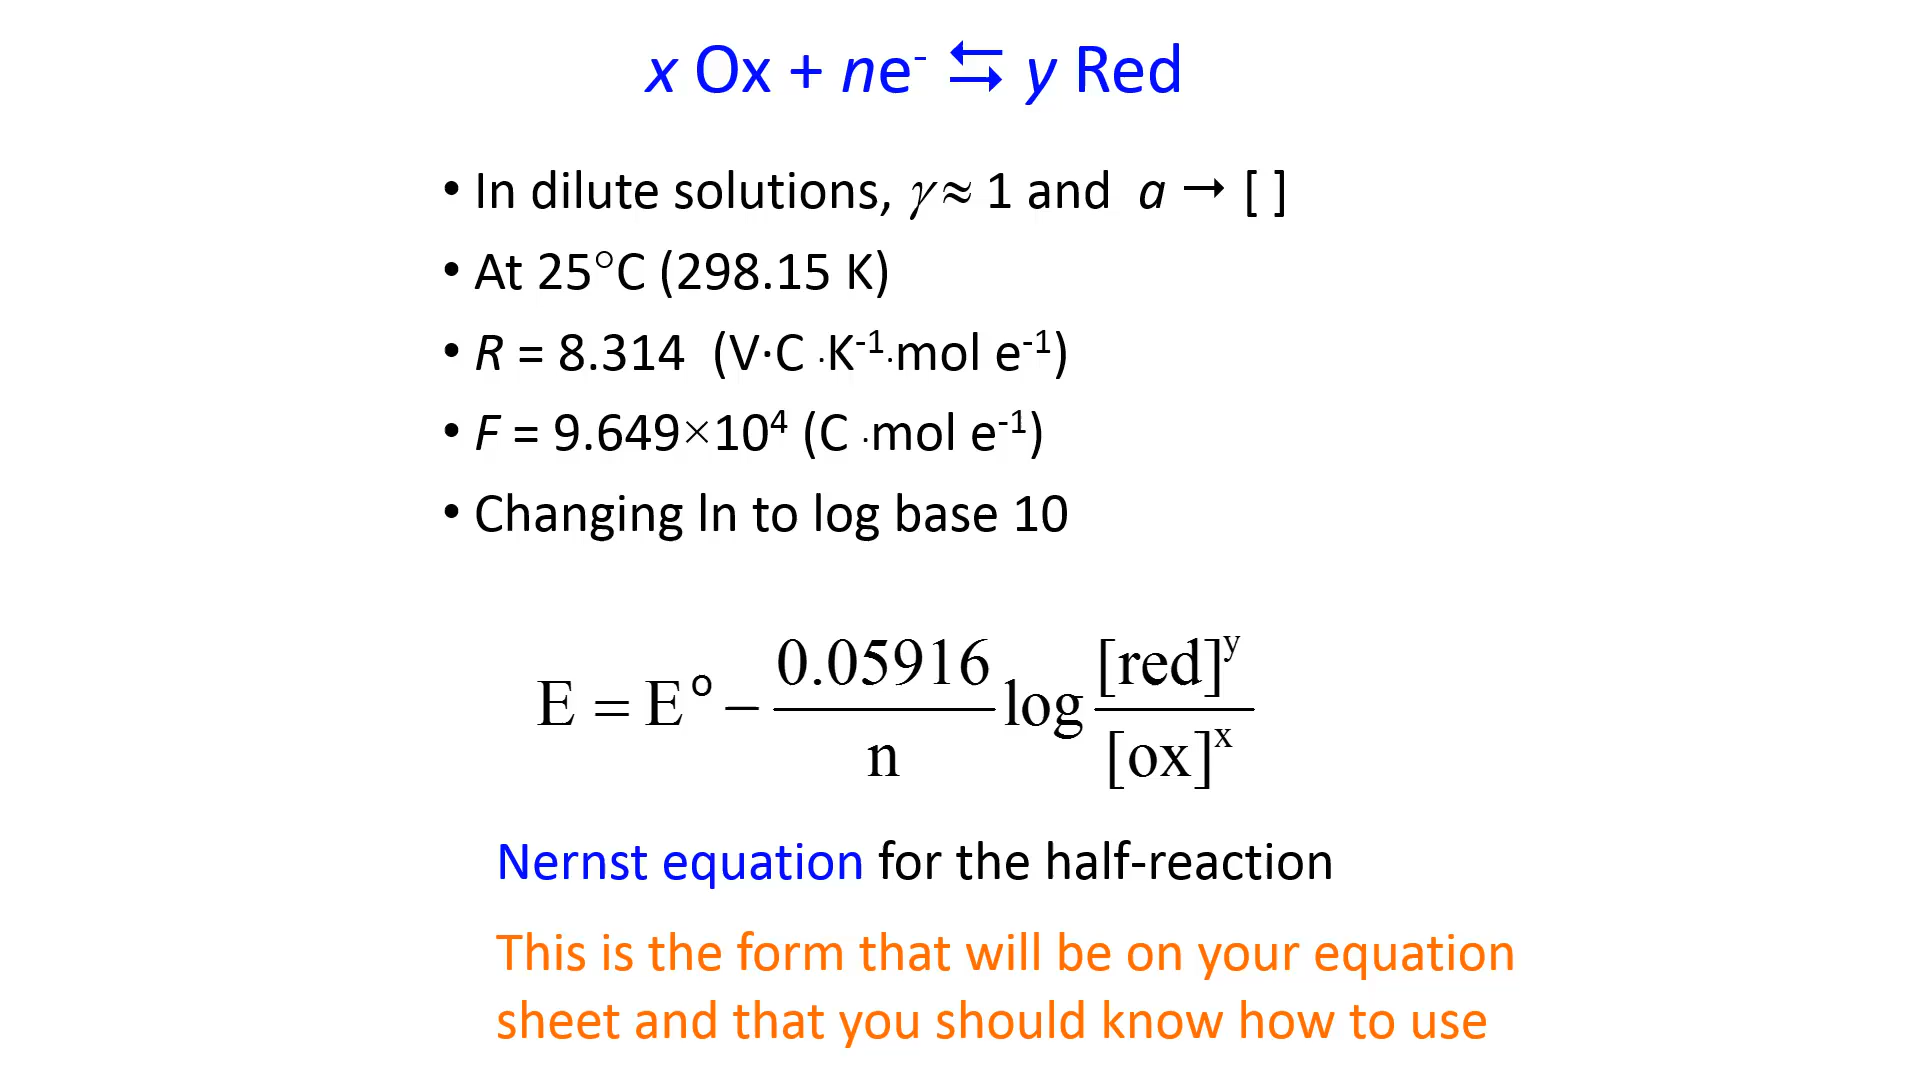 x Ox + ne⁻ ⇆ y Red
• In dilute solutions, γ ≈ 1 and a → [ ]
• At 25°C (298.15 K)
• R = 8.314 (V·C ·K⁻¹·mol e⁻¹)
• F = 9.649×10⁴ (C ·mol e⁻¹)
• Changing ln to log base 10
E = E° − 0.05916/n log [red]^y/[ox]^x
Nernst equation for the half-reaction
This is the form that will be on your equation
sheet and that you should know how to use